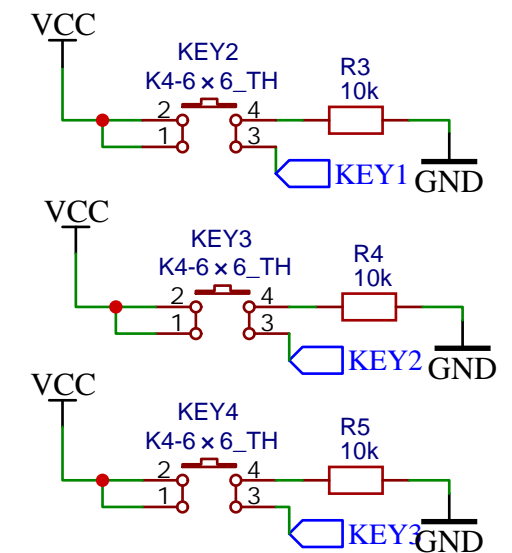 VCC
KEY2
K4-6×6_TH
R3
10k
2
4
1
3
KEY1
GND
VCC
KEY3
K4-6×6_TH
R4
10k
2
4
1
3
KEY2
GND
VCC
KEY4
K4-6×6_TH
R5
10k
2
4
1
3
KEY3
GND